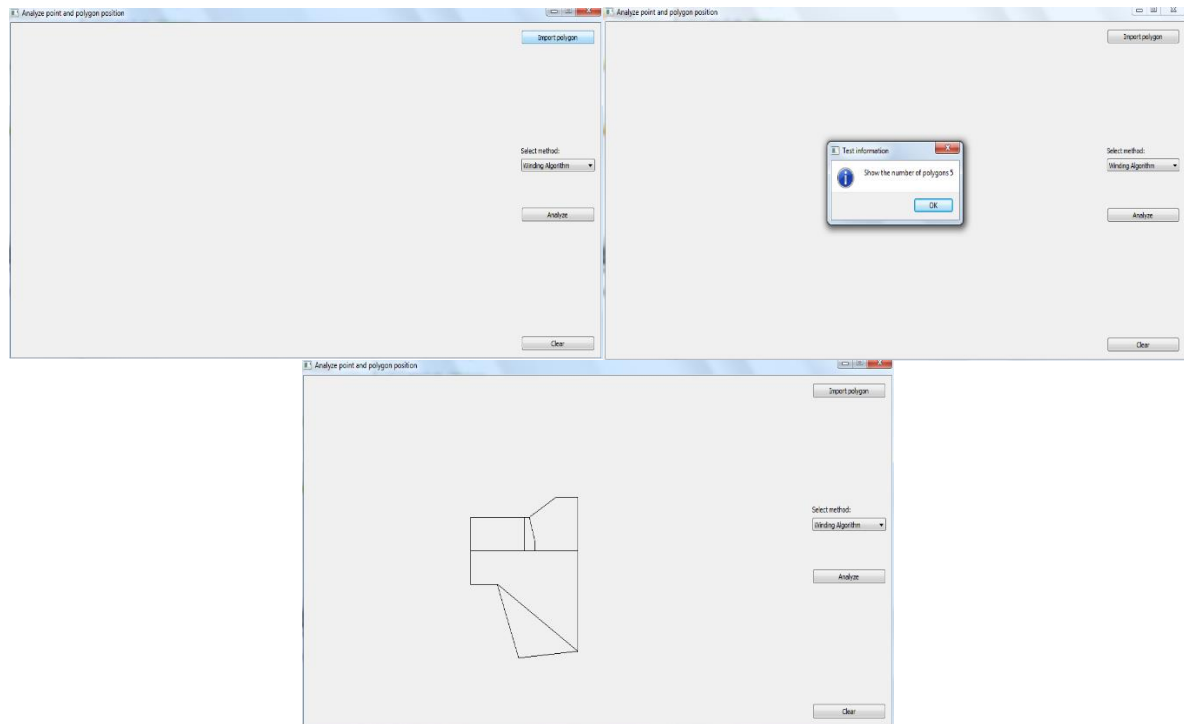 Analyze point and polygon position
Import polygon
Select method:
Winding Algorithm
Analyze
Clear
Analyze point and polygon position
Import polygon
Test information
Show the number of polygons 5
OK
Select method:
Winding Algorithm
Analyze
Clear
Analyze point and polygon position
Import polygon
Select method:
Winding Algorithm
Analyze
Clear